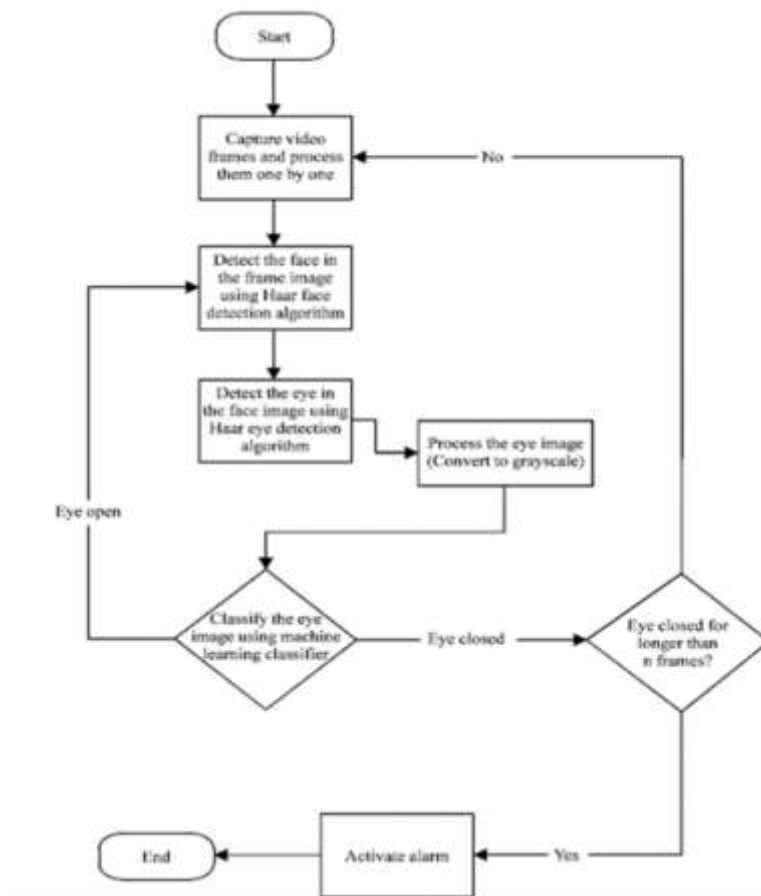 Start
Capture video
frames and process
them one by one
No
Detect the face in
the frame image
using Haar face
detection algorithm
Detect the eye in
the face image using
Haar eye detection
algorithm
Process the eye image
(Convert to grayscale)
Eye open
Classify the eye
image using machine
learning classifier
Eye closed
Eye closed for
longer than
n frames?
End
Activate alarm
Yes